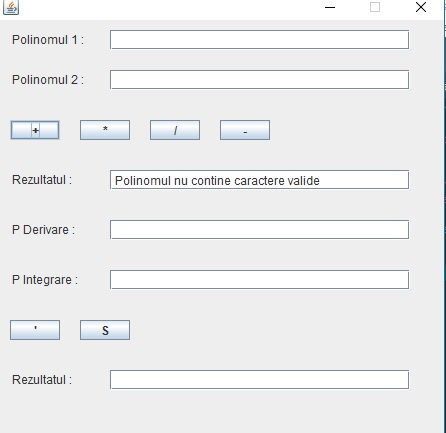 Polinomul 1 :
Polinomul 2 :
+ * / -
Rezultatul : Polinomul nu contine caractere valide
P Derivare :
P Integrare :
' S
Rezultatul :